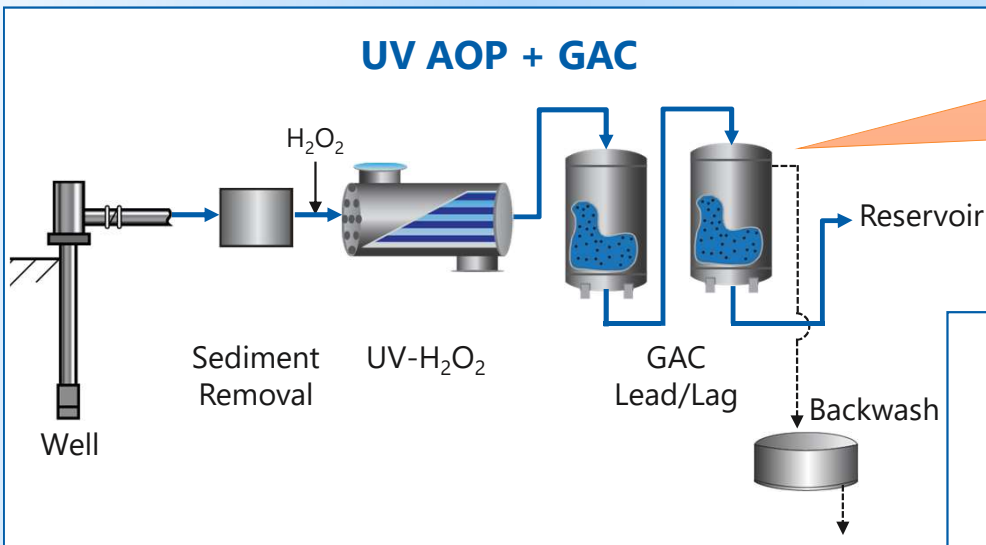 UV AOP + GAC
H₂O₂
Reservoir
Sediment
Removal
UV-H₂O₂
GAC
Lead/Lag
Backwash
Well